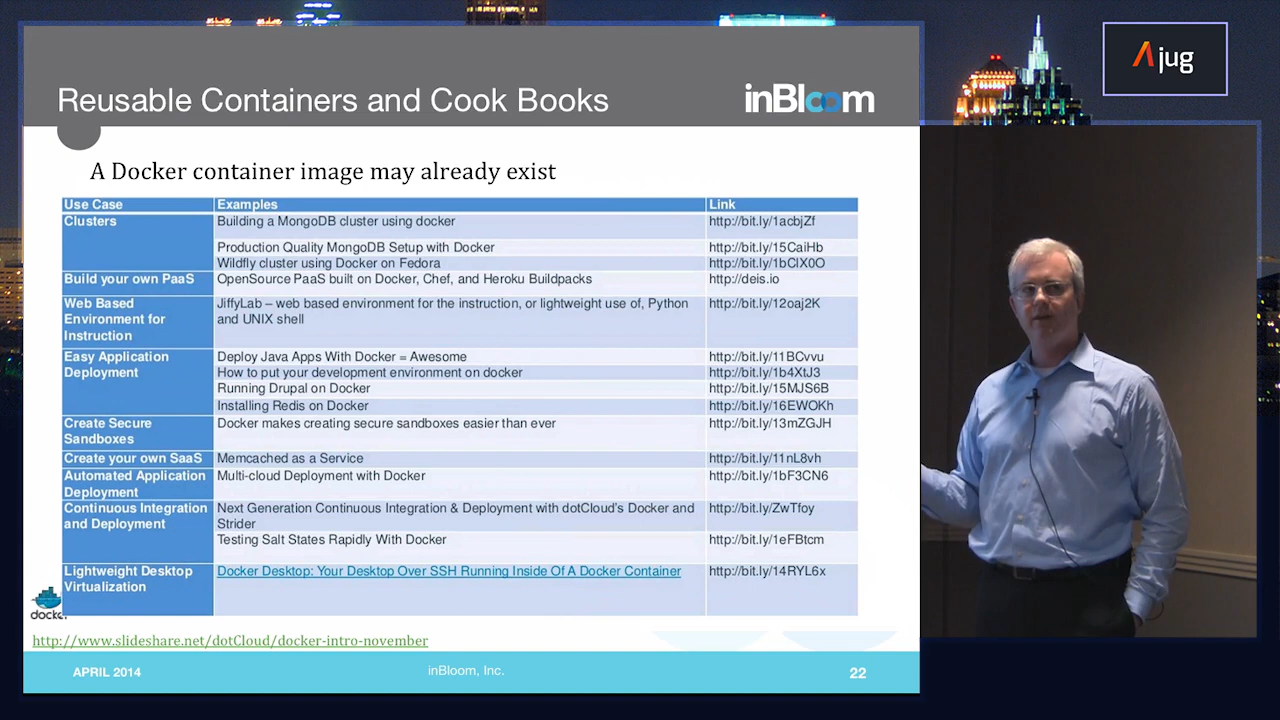 Ajug
Reusable Containers and Cook Books
inBloom
A Docker container image may already exist
Use Case Examples Link
Clusters Building a MongoDB cluster using docker http://bit.ly/1acbjZf
Production Quality MongoDB Setup with Docker http://bit.ly/15CaiHb
Wildfly cluster using Docker on Fedora http://bit.ly/1bClX0O
Build your own PaaS OpenSource PaaS built on Docker, Chef, and Heroku Buildpacks http://deis.io
Web Based JiffyLab – web based environment for the instruction, or lightweight use of, Python http://bit.ly/12oaj2K
Environment for and UNIX shell
Instruction
Easy Application Deploy Java Apps With Docker = Awesome http://bit.ly/11BCvvu
Deployment How to put your development environment on docker http://bit.ly/1b4XtJ3
Running Drupal on Docker http://bit.ly/15MJS6B
Installing Redis on Docker http://bit.ly/16EWOKh
Create Secure Docker makes creating secure sandboxes easier than ever http://bit.ly/13mZGJH
Sandboxes
Create your own SaaS Memcached as a Service http://bit.ly/11nL8vh
Automated Application Multi-cloud Deployment with Docker http://bit.ly/1bF3CN6
Deployment
Continuous Integration Next Generation Continuous Integration & Deployment with dotCloud's Docker and http://bit.ly/ZwTfoy
and Deployment Strider
Testing Salt States Rapidly With Docker http://bit.ly/1eFBtcm
Lightweight Desktop Docker Desktop: Your Desktop Over SSH Running Inside Of A Docker Container http://bit.ly/14RYL6x
Virtualization
docker
http://www.slideshare.net/dotCloud/docker-intro-november
APRIL 2014 inBloom, Inc. 22